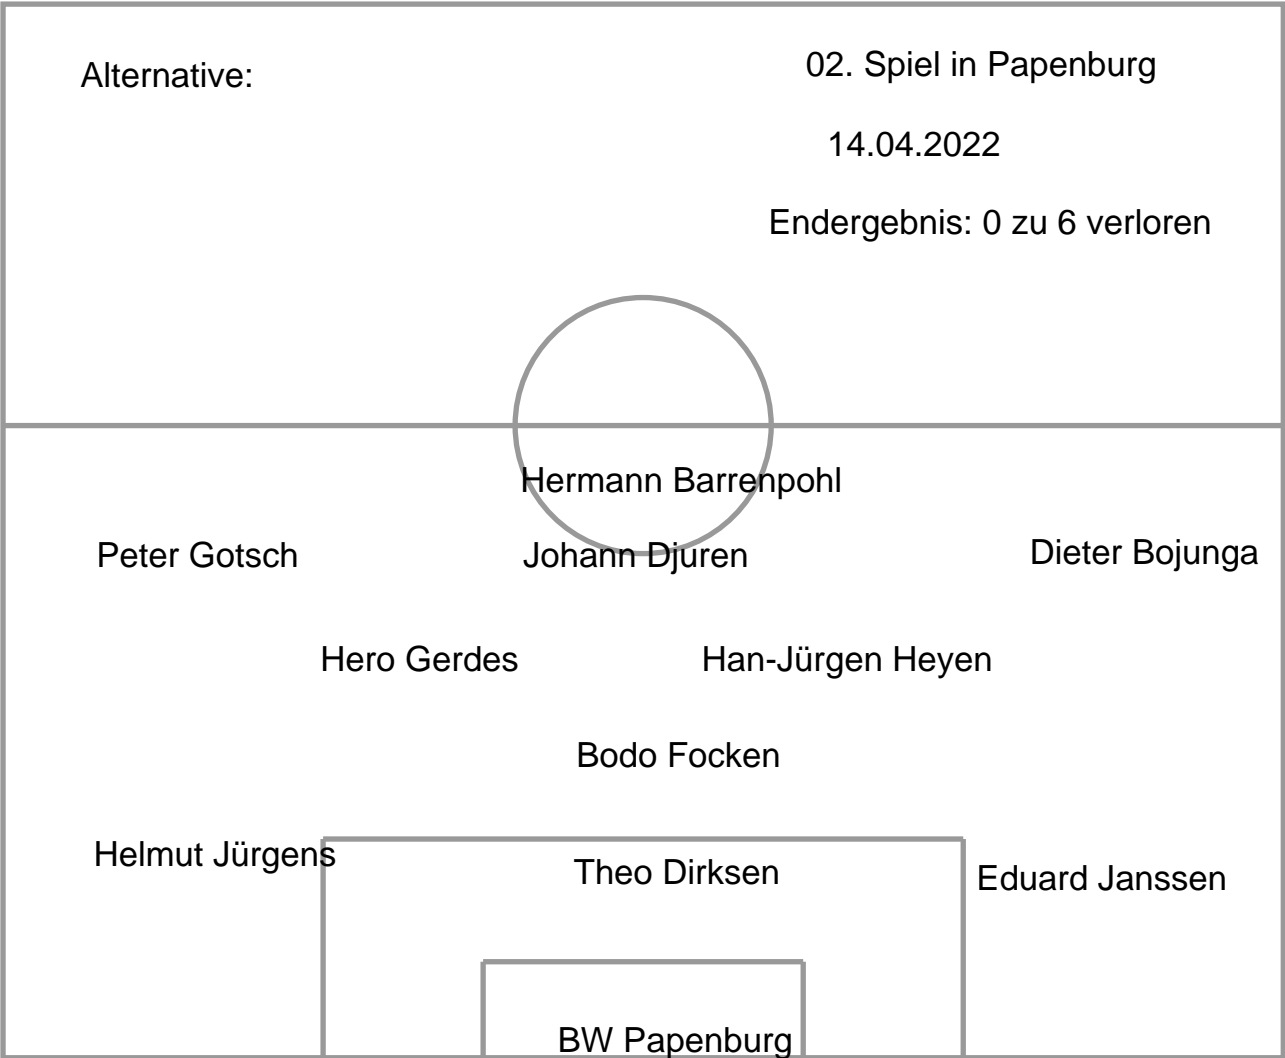 Alternative:
02. Spiel in Papenburg
14.04.2022
Endergebnis: 0 zu 6 verloren
Hermann Barrenpohl
Peter Gotsch
Johann Djuren
Dieter Bojunga
Hero Gerdes
Han-Jürgen Heyen
Bodo Focken
Helmut Jürgens
Theo Dirksen
Eduard Janssen
BW Papenburg